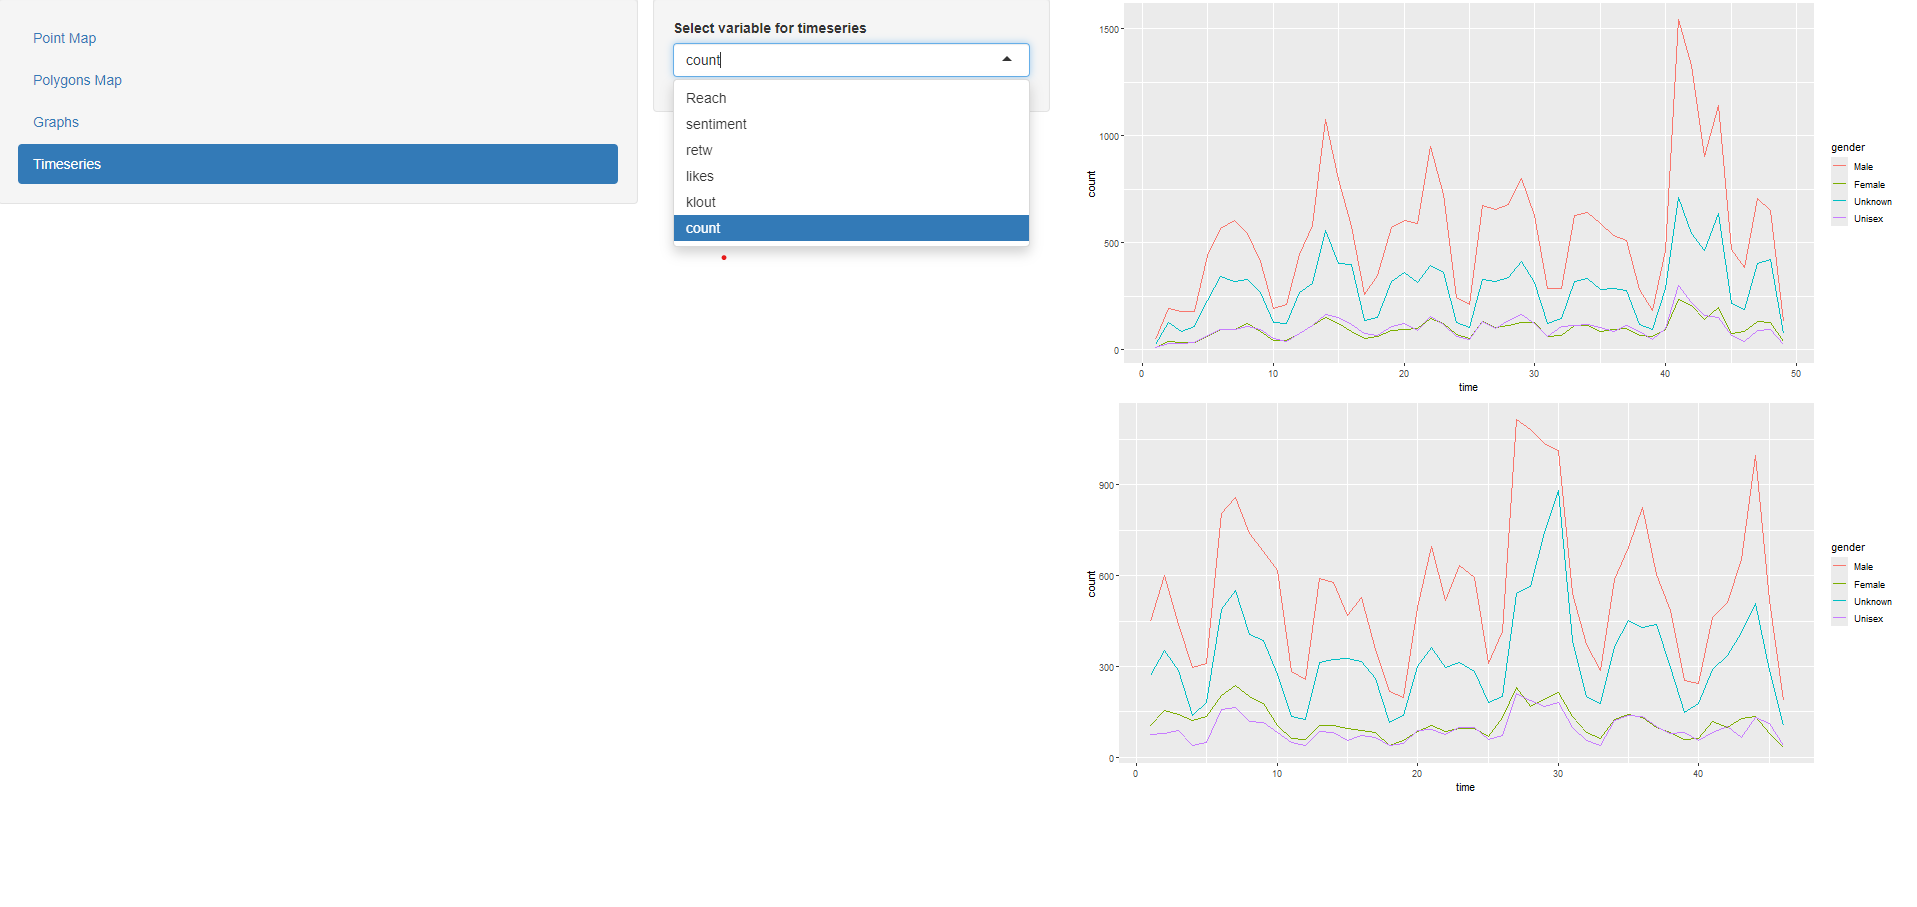 Point Map
Polygons Map
Graphs
Timeseries
Select variable for timeseries
count
Reach
sentiment
retw
likes
klout
count
1500
1000
500
0
count
0 10 20 30 40 50
time
gender
Male
Female
Unknown
Unisex
900
600
300
0
count
0 10 20 30 40
time
gender
Male
Female
Unknown
Unisex